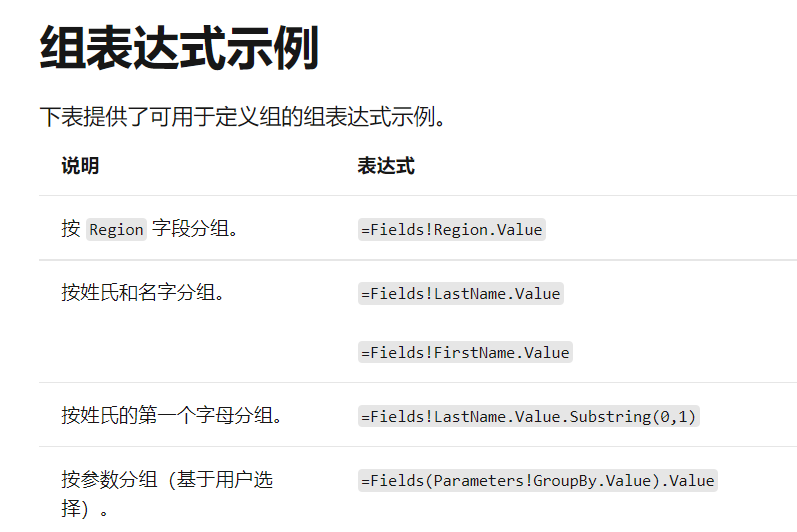 组表达式示例
下表提供了可用于定义组的组表达式示例。
说明 表达式
按 Region 字段分组。 =Fields!Region.Value
按姓氏和名字分组。 =Fields!LastName.Value
=Fields!FirstName.Value
按姓氏的第一个字母分组。 =Fields!LastName.Value.Substring(0,1)
按参数分组（基于用户选 =Fields(Parameters!GroupBy.Value).Value
择）。